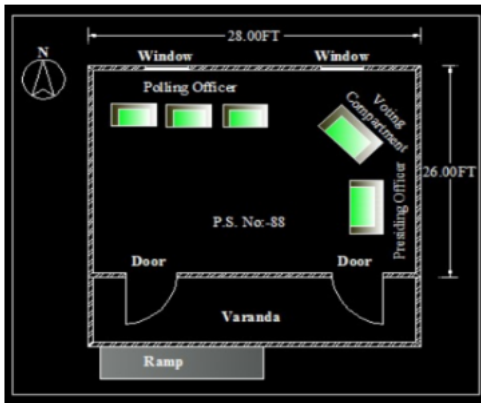 28.00FT
N
Window
Window
Polling Officer
Voting
Compartment
26.00FT
Presiding Officer
P.S. No:-88
Door
Door
Varanda
Ramp